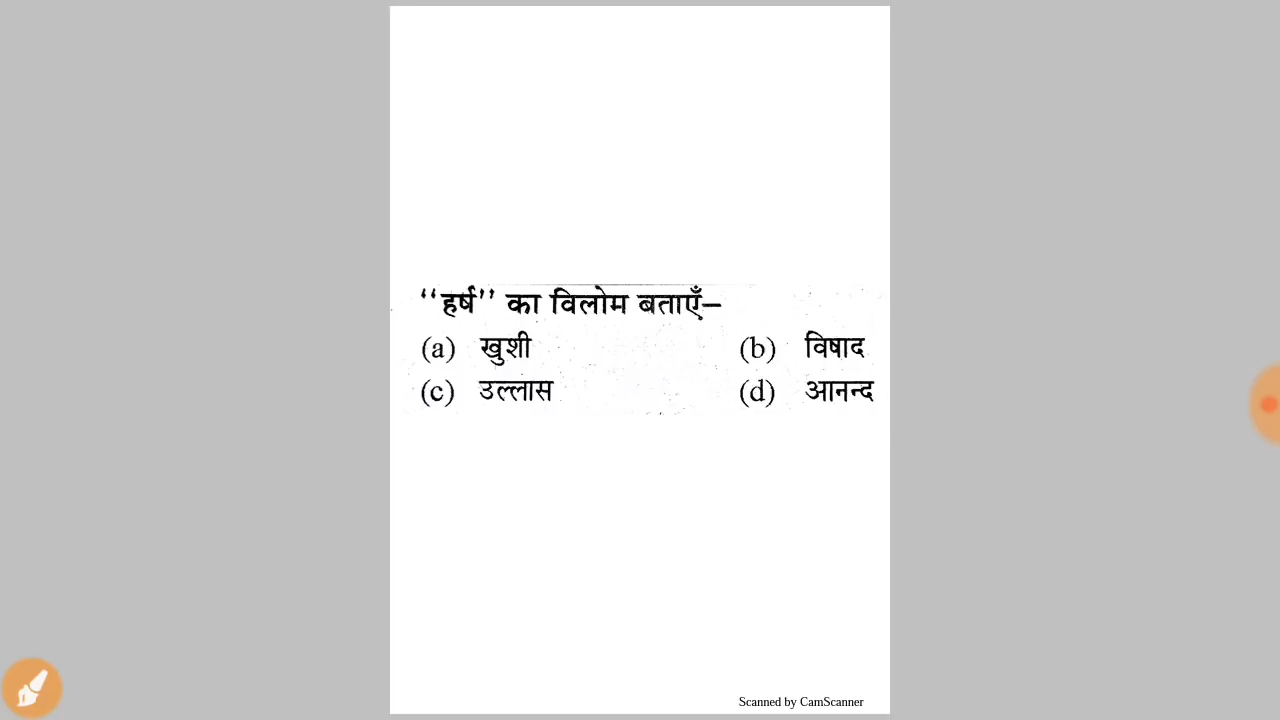 ‘‘हर्ष’’ का विलोम बताएँ–
(a) खुशी (b) विषाद
(c) उल्लास (d) आनन्द
Scanned by CamScanner